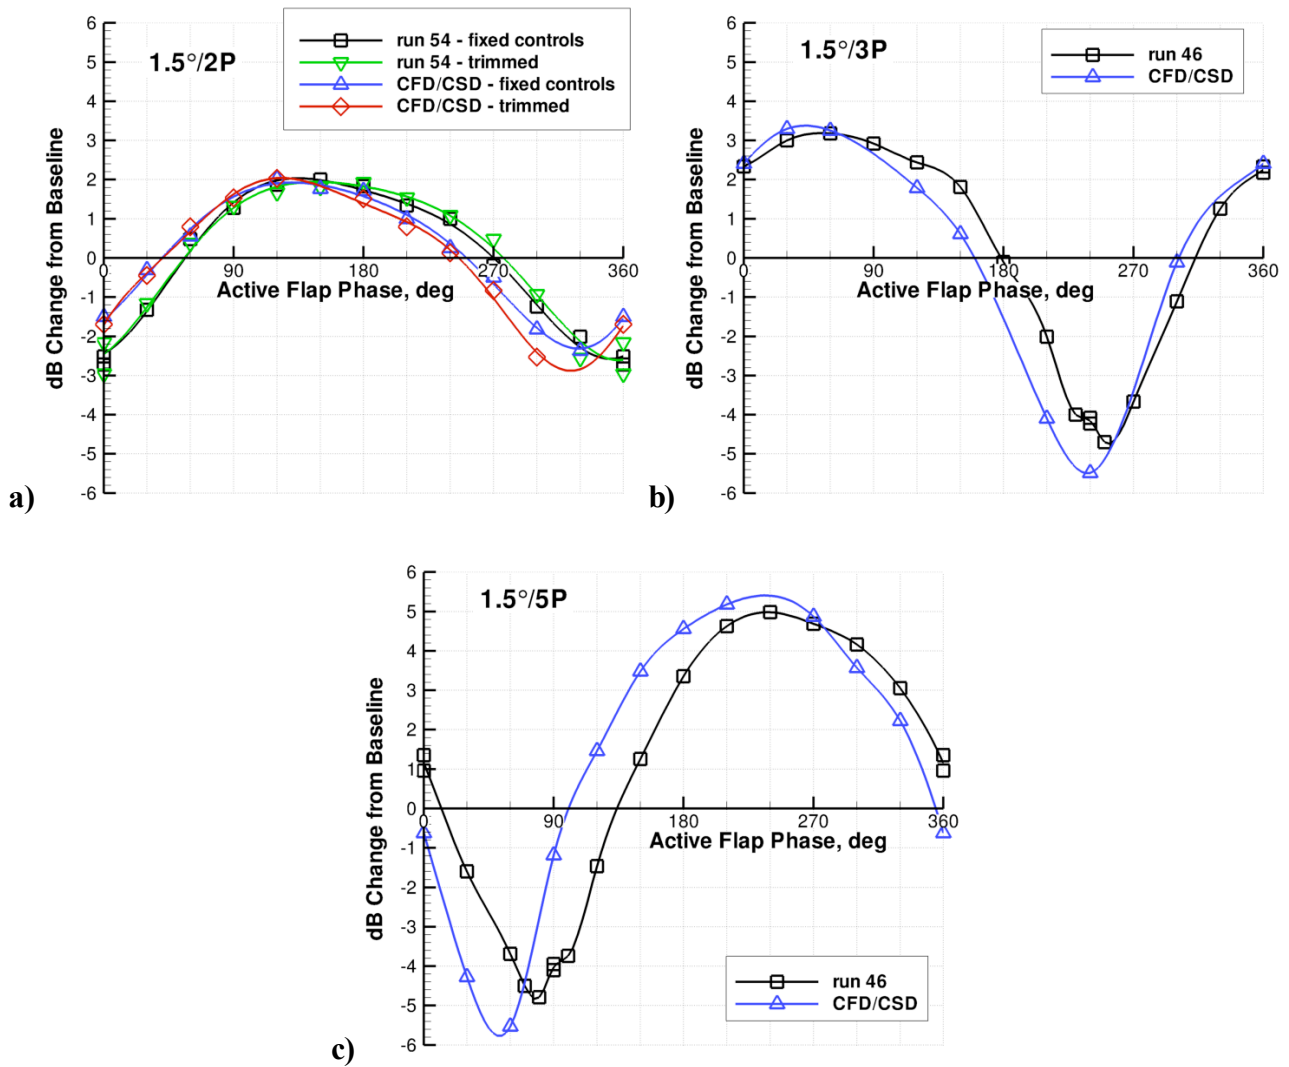 1.5°/2P
run 54 - fixed controls
run 54 - trimmed
CFD/CSD - fixed controls
CFD/CSD - trimmed
6
5
4
3
2
1
0
-1
-2
-3
-4
-5
-6
dB Change from Baseline
0 90 180 270 360
Active Flap Phase, deg
a)
1.5°/3P
run 46
CFD/CSD
6
5
4
3
2
1
0
-1
-2
-3
-4
-5
-6
dB Change from Baseline
0 90 180 270 360
Active Flap Phase, deg
b)
1.5°/5P
6
5
4
3
2
1
0
-1
-2
-3
-4
-5
-6
dB Change from Baseline
0 90 180 270 360
Active Flap Phase, deg
run 46
CFD/CSD
c)